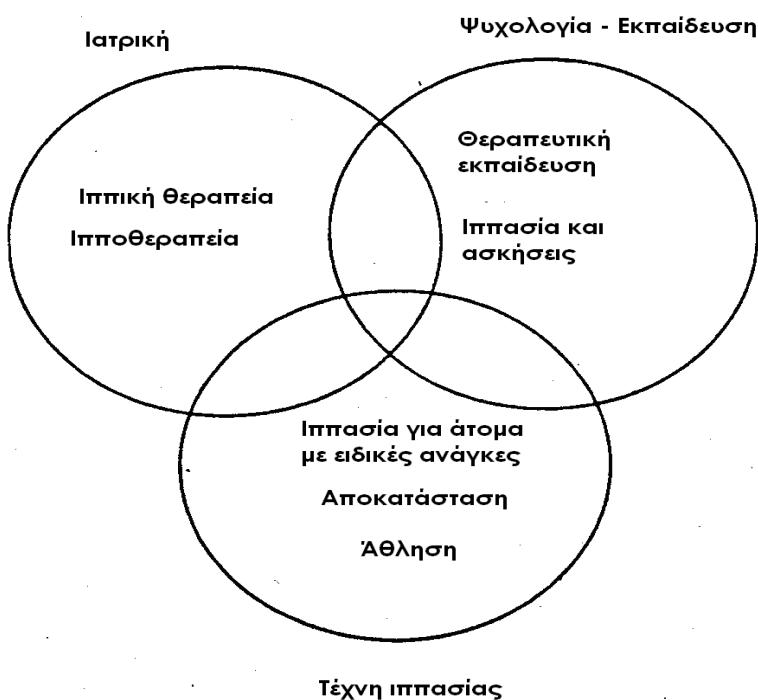 Ιατρική
Ψυχολογία - Εκπαίδευση
Θεραπευτική
εκπαίδευση
Ιππική θεραπεία
Ιπποθεραπεία
Ιππασία και
ασκήσεις
Ιππασία για άτομα
με ειδικές ανάγκες
Αποκατάσταση
Άθληση
Τέχνη ιππασίας